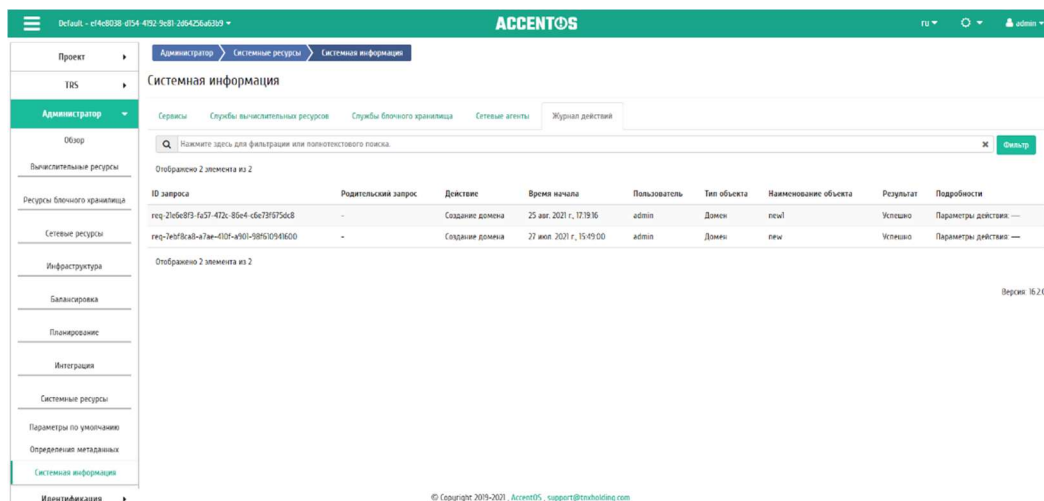 Default - ef4e8038-d154-4192-9e81-2d64256a63b9
ACCENTOS
ru
admin
Проект
TRS
Администратор
Обзор
Вычислительные ресурсы
Ресурсы блочного хранилища
Сетевые ресурсы
Инфраструктура
Балансировка
Планирование
Интеграция
Системные ресурсы
Параметры по умолчанию
Определения метаданных
Системная информация
Идентификация
Администратор Системные ресурсы Системная информация
Системная информация
Сервисы Службы вычислительных ресурсов Службы блочного хранилища Сетевые агенты Журнал действий
Нажмите здесь для фильтрации или полнотекстового поиска. Фильтр
Отображено 2 элемента из 2
ID запроса Родительский запрос Действие Время начала Пользователь Тип объекта Наименование объекта Результат Подробности
req-21e6e8f3-fa57-472c-86e4-c6e73f675dc8 - Создание домена 25 авг. 2021 г., 17:19:16 admin Домен new1 Успешно Параметры действия: —
req-7ebf8ca8-a7ae-410f-a901-98f610941600 - Создание домена 27 июл. 2021 г., 15:49:00 admin Домен new Успешно Параметры действия: —
Отображено 2 элемента из 2
Версия: 16.2.0
© Copyright 2019-2021 , AccentOS , support@tnxholding.com